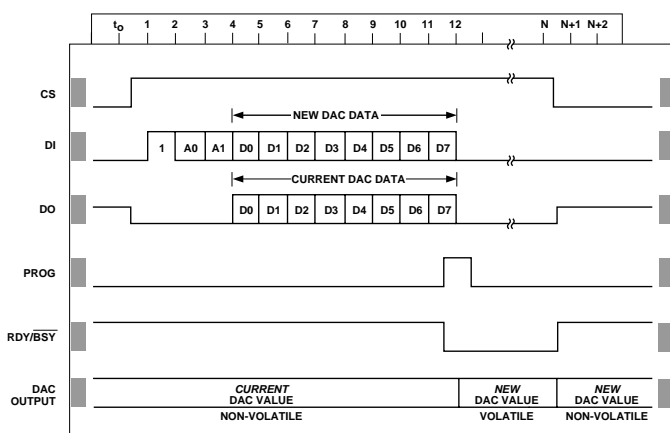 to 1 2 3 4 5 6 7 8 9 10 11 12 N N+1 N+2
CS
NEW DAC DATA
DI 1 A0 A1 D0 D1 D2 D3 D4 D5 D6 D7
CURRENT DAC DATA
DO D0 D1 D2 D3 D4 D5 D6 D7
PROG
RDY/BSY
DAC OUTPUT
CURRENT DAC VALUE
NON-VOLATILE
NEW DAC VALUE
VOLATILE
NEW DAC VALUE
NON-VOLATILE